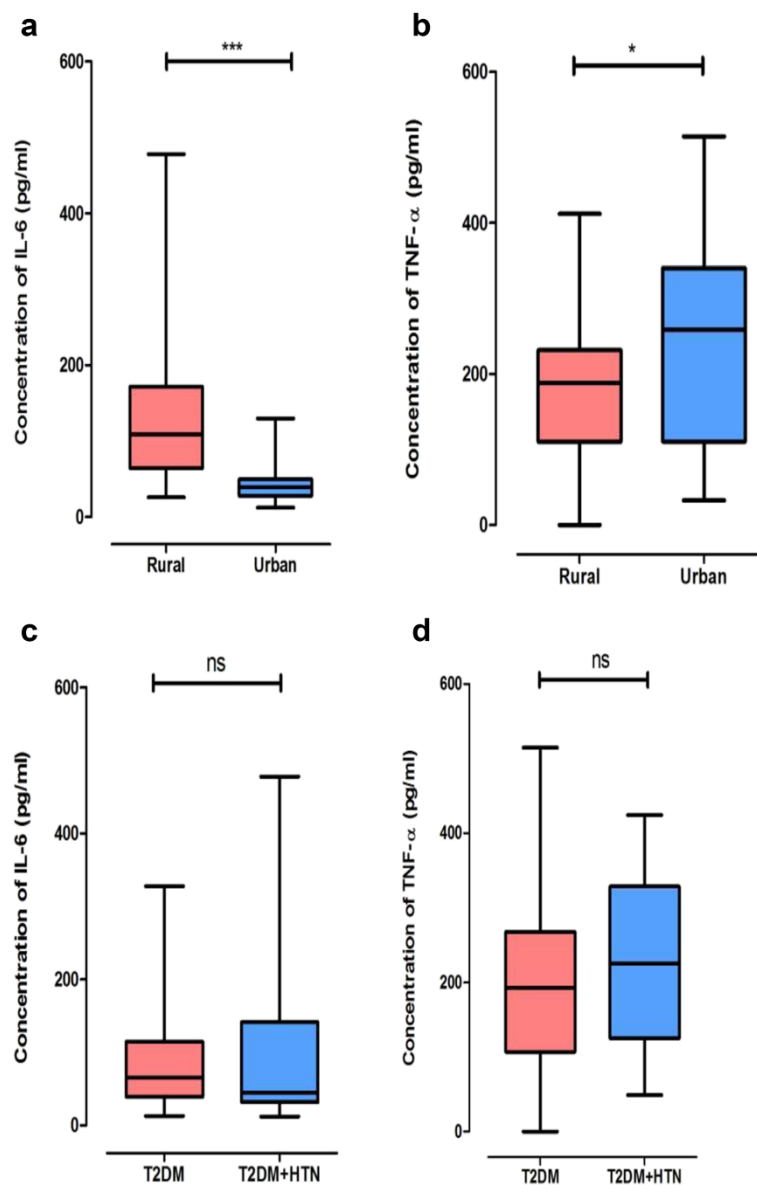 a
***
600
400
200
0
Concentration of IL-6 (pg/ml)
Rural Urban
b
*
600
400
200
0
Concentration of TNF-α (pg/ml)
Rural Urban
c
ns
600
400
200
0
Concentration of IL-6 (pg/ml)
T2DM T2DM+HTN
d
ns
600
400
200
0
Concentration of TNF-α (pg/ml)
T2DM T2DM+HTN